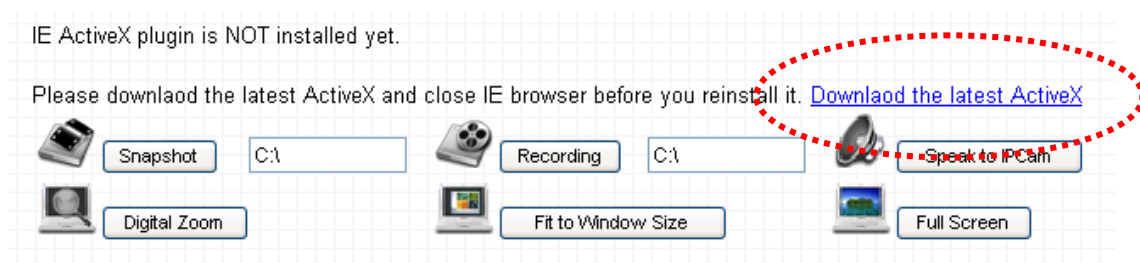 IE ActiveX plugin is NOT installed yet.
Please downlaod the latest ActiveX and close IE browser before you reinstall it. Downlaod the latest ActiveX
Snapshot C:\ Recording C:\ Speak to IPCam
Digital Zoom Fit to Window Size Full Screen